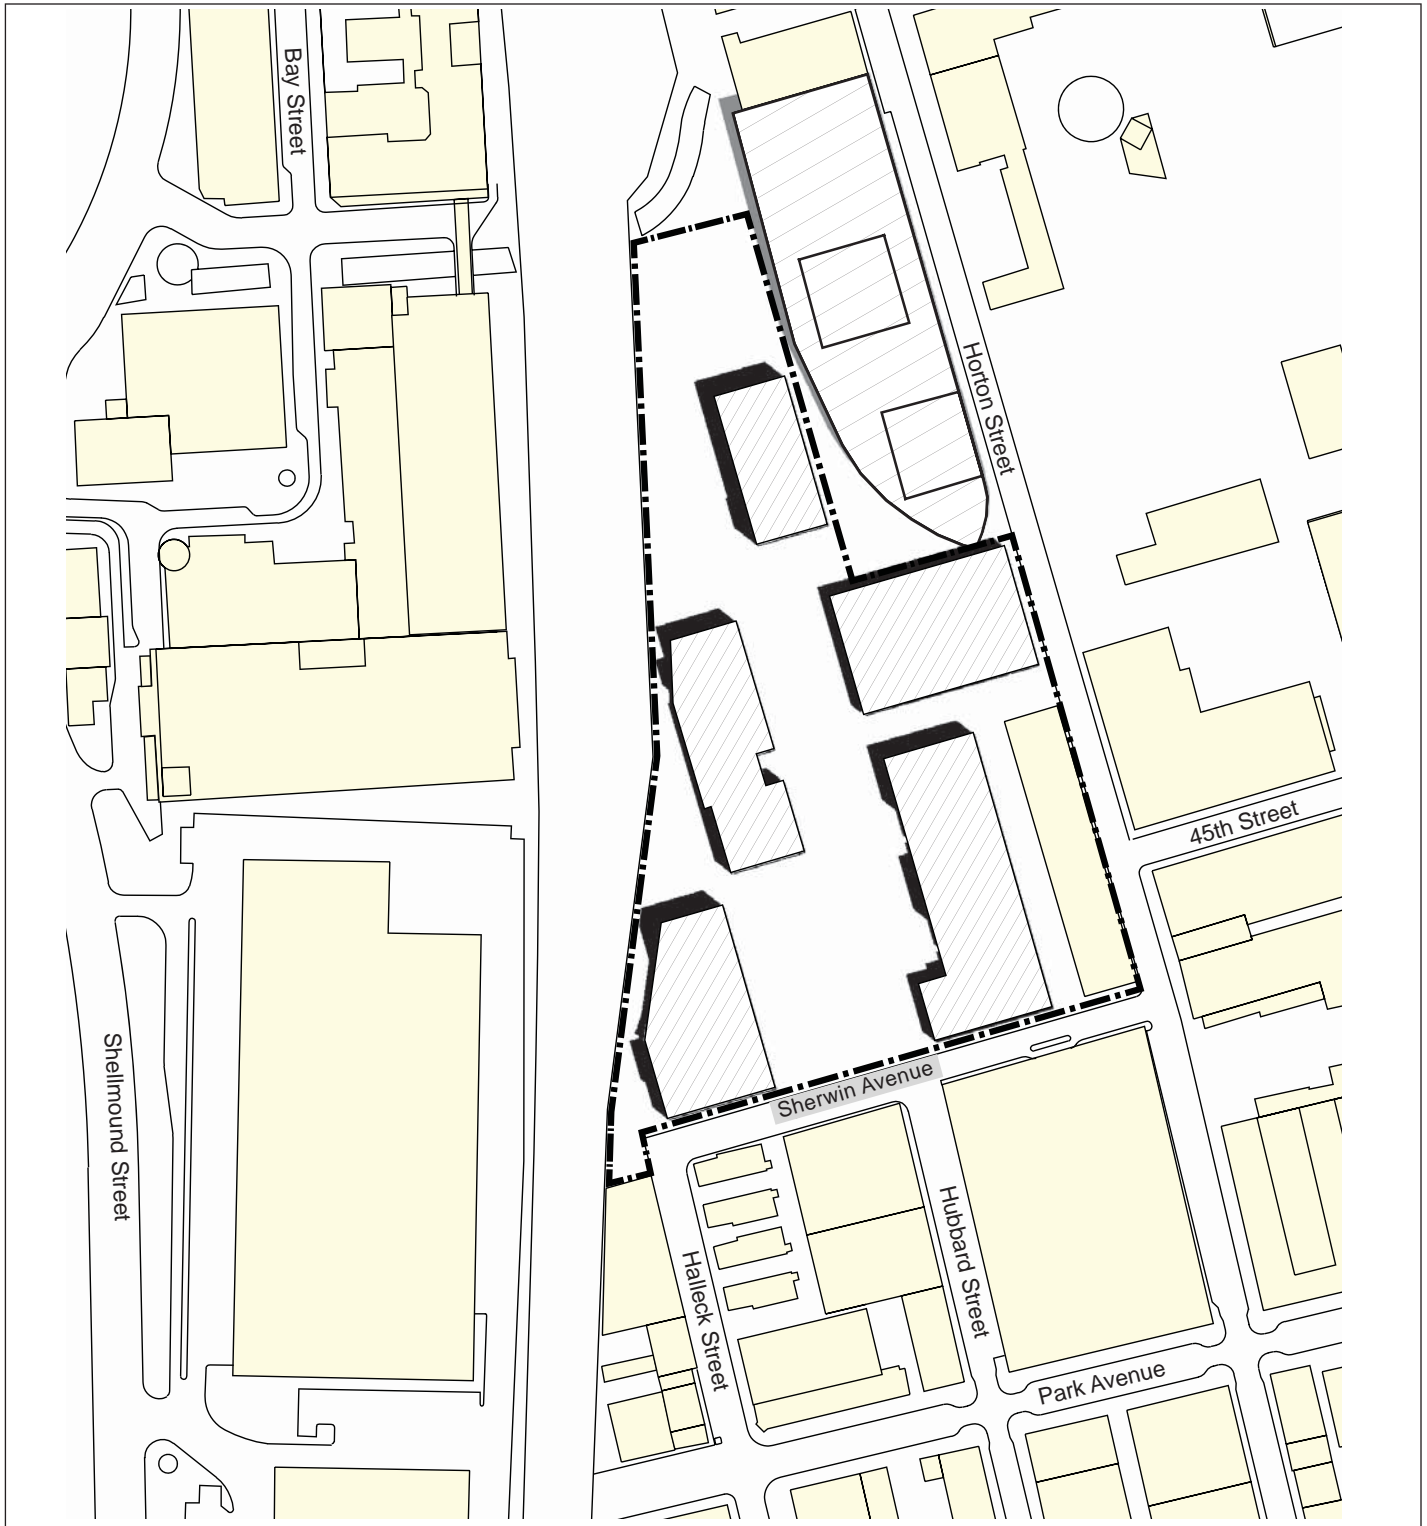 Bay Street
Horton Street
45th Street
Shellmound Street
Sherwin Avenue
Halleck Street
Hubbard Street
Park Avenue